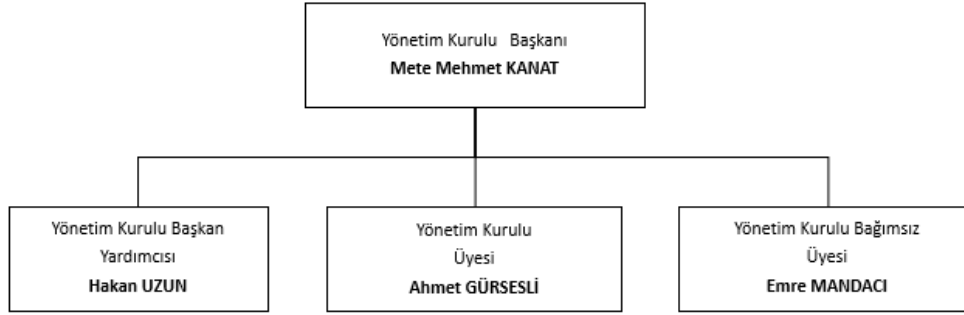 Yönetim Kurulu Başkanı
Mete Mehmet KANAT
Yönetim Kurulu Başkan
Yardımcısı
Hakan UZUN
Yönetim Kurulu
Üyesi
Ahmet GÜRSESLİ
Yönetim Kurulu Bağımsız
Üyesi
Emre MANDACI